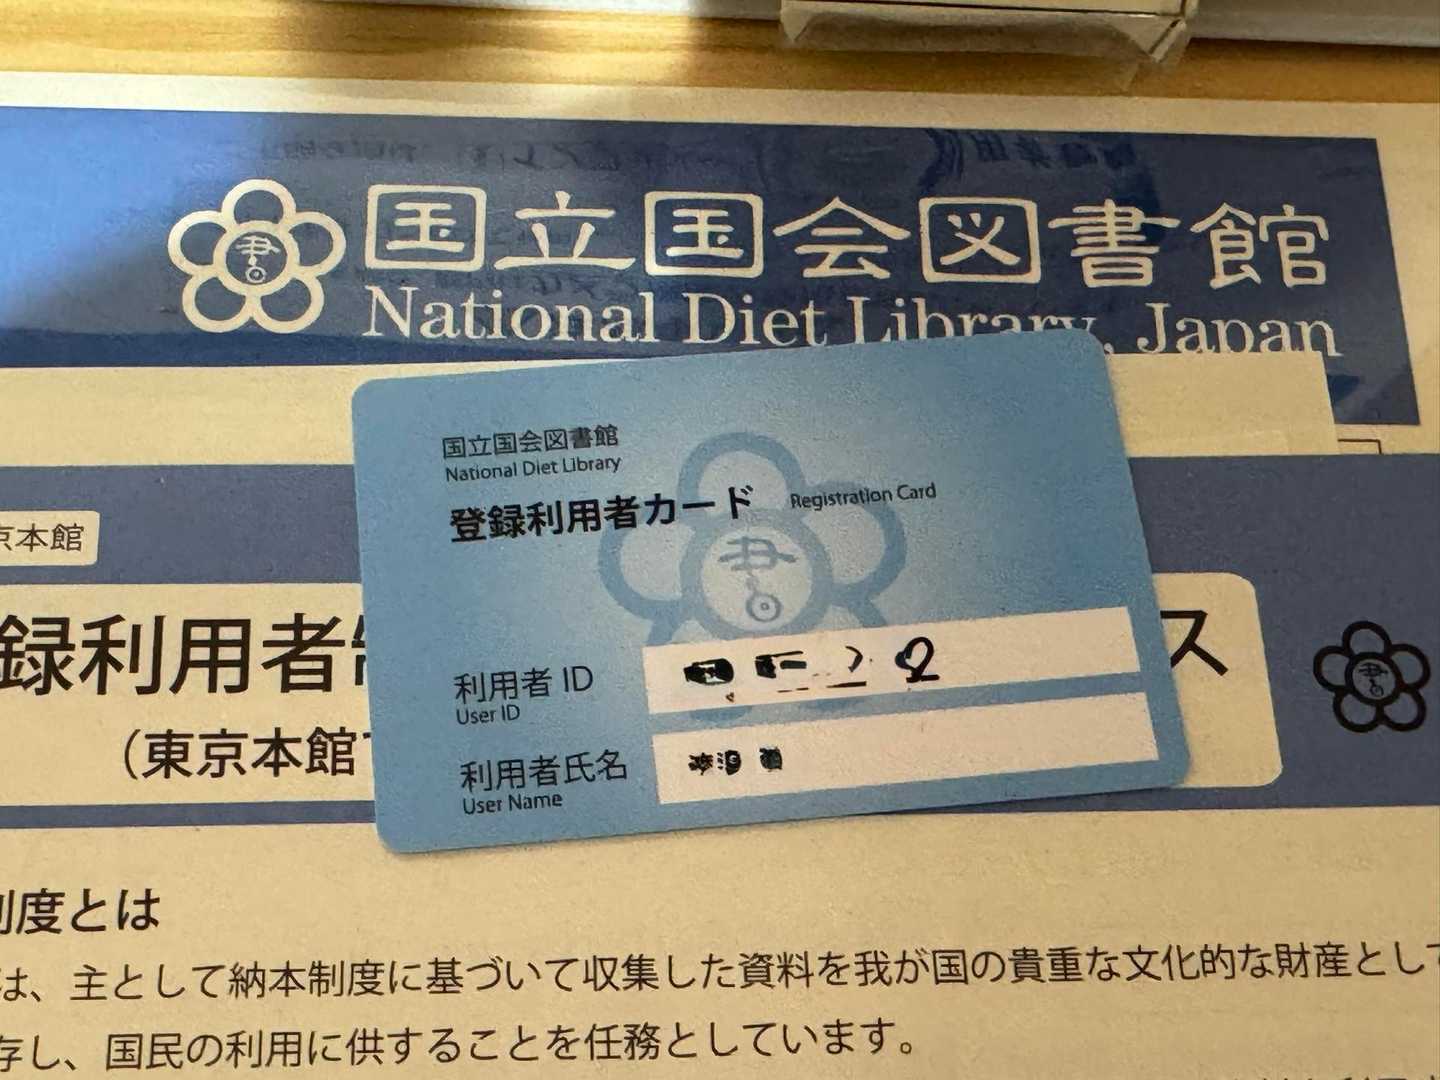 国立国会図書館
National Diet Library, Japan
国立国会図書館
National Diet Library
登録利用者カード Registration Card
京本館
録利用者
ス
利用者 ID
User ID
（東京本館
利用者氏名
User Name
制度とは
は、主として納本制度に基づいて収集した資料を我が国の貴重な文化的な財産として
存し、国民の利用に供することを任務としています。